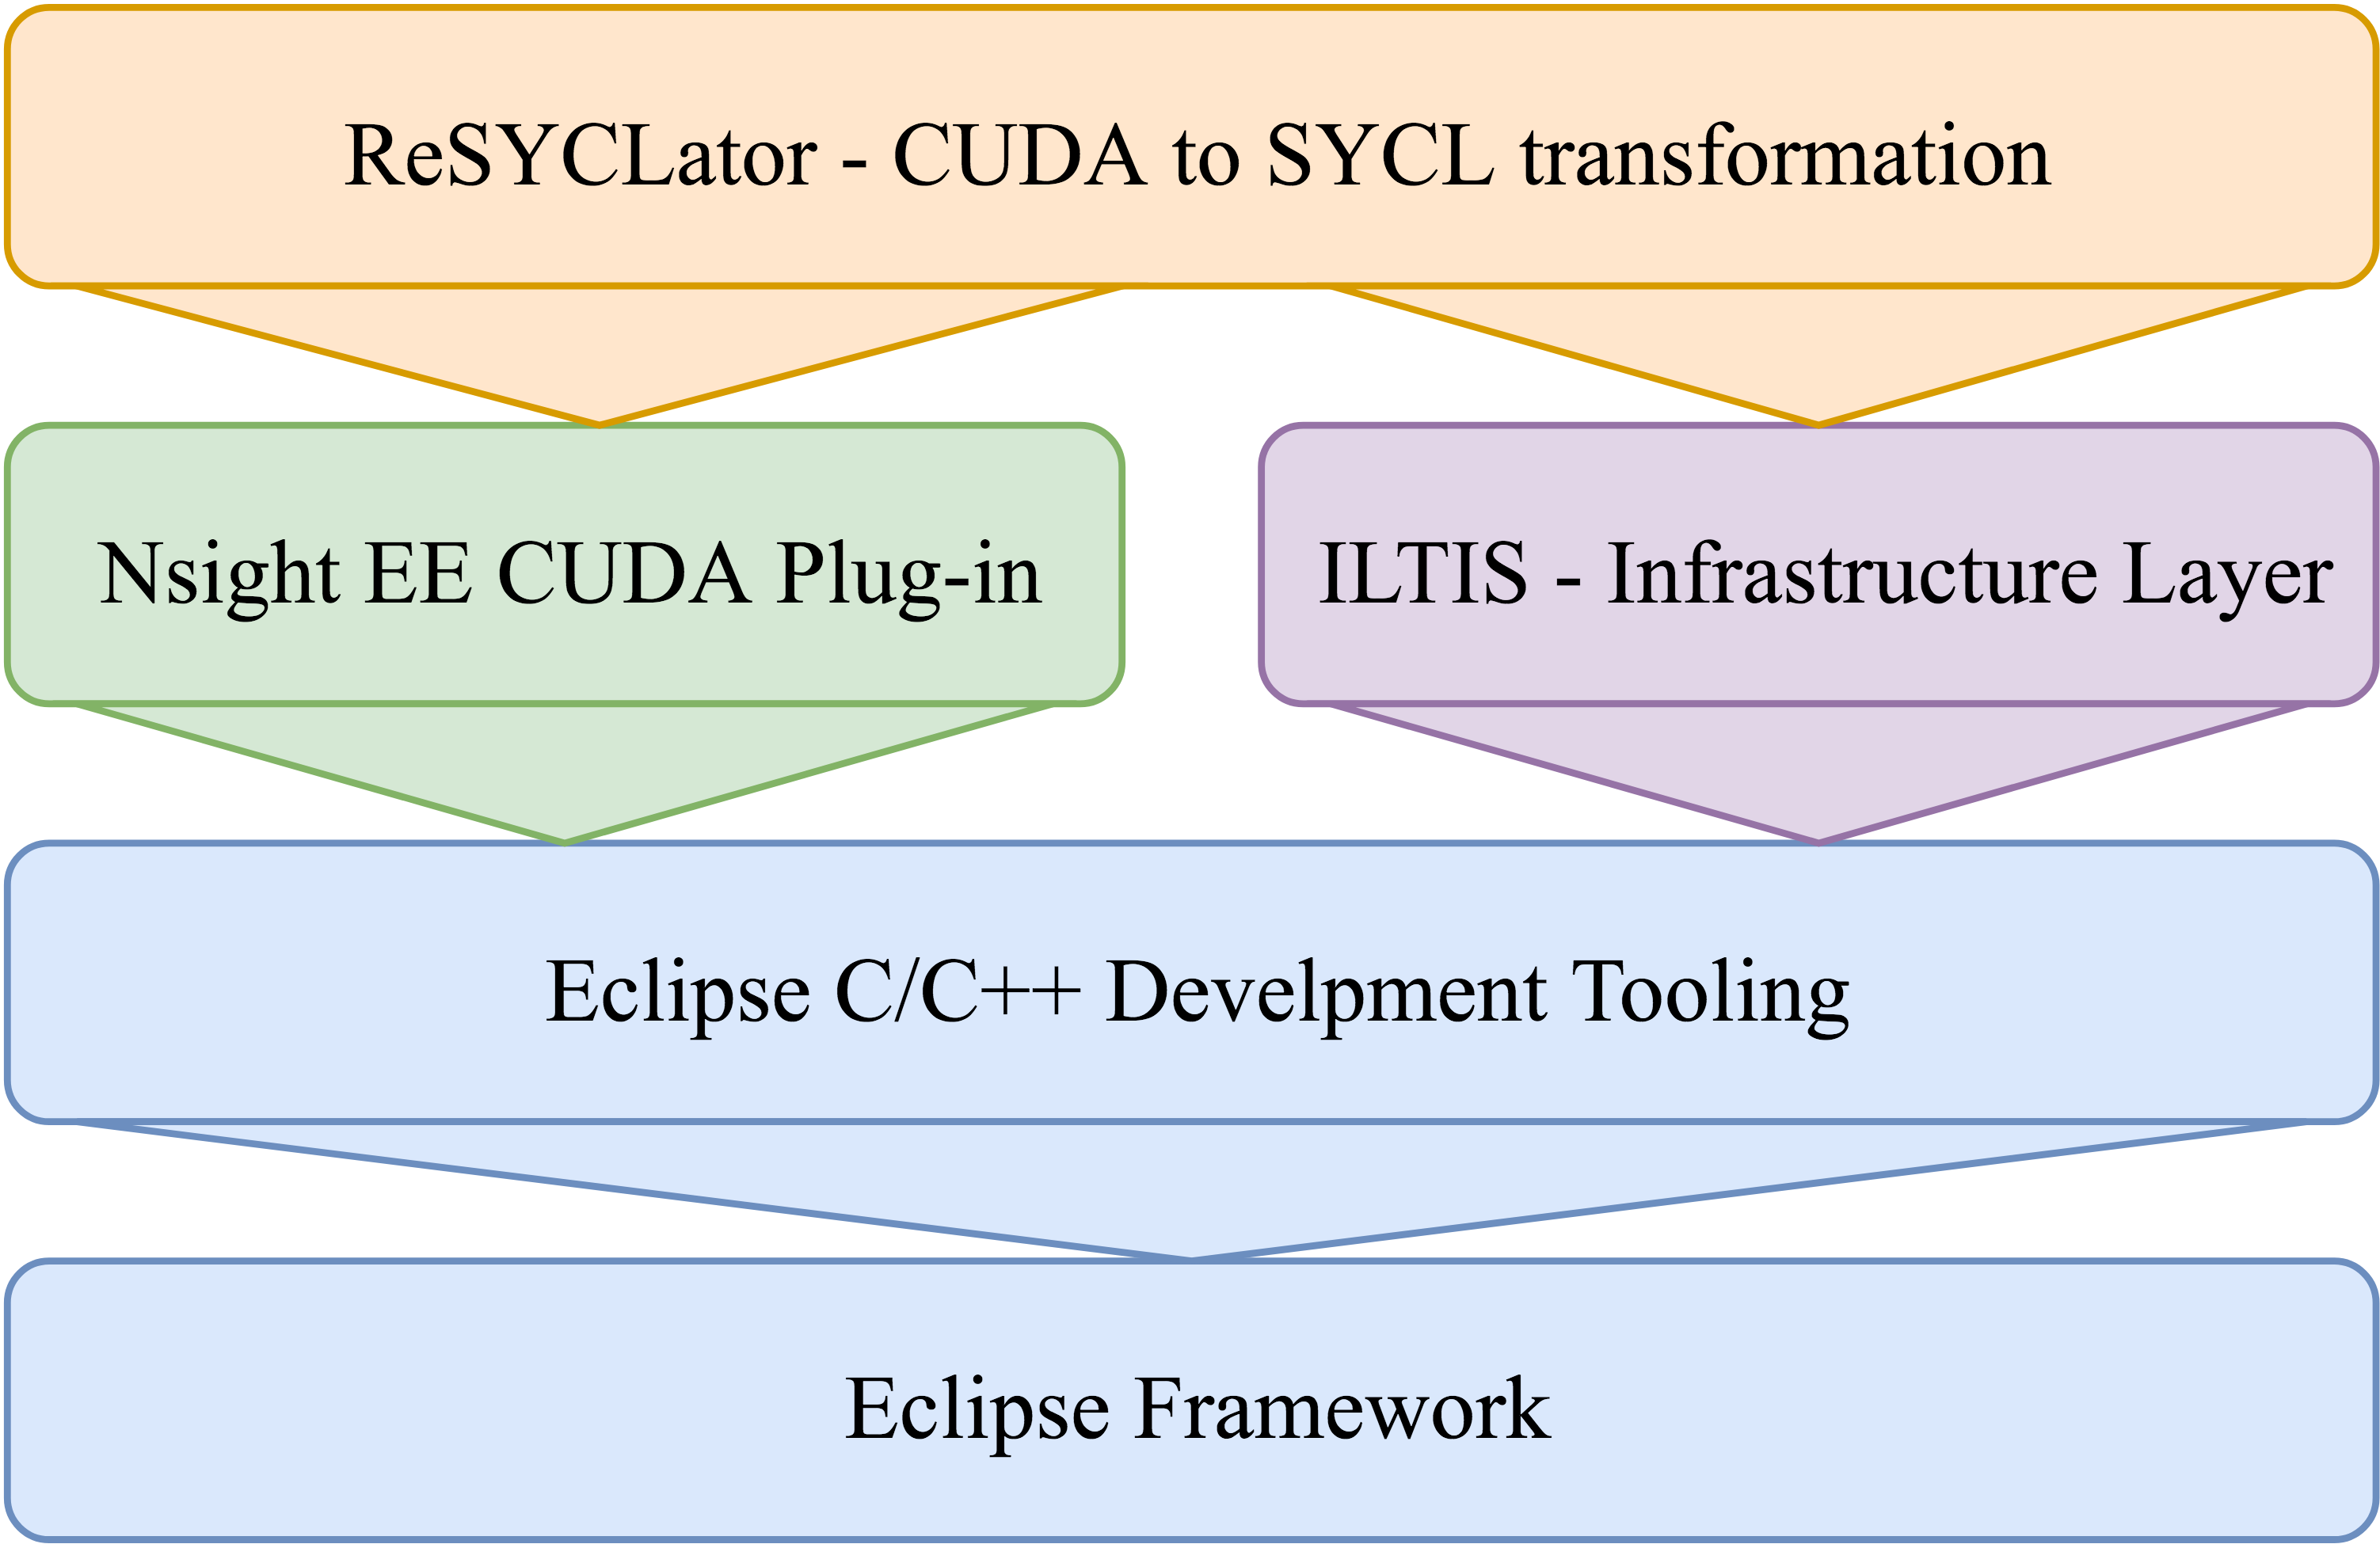 ReSYCLator - CUDA to SYCL transformation
Nsight EE CUDA Plug-in
ILTIS - Infrastructure Layer
Eclipse C/C++ Develpment Tooling
Eclipse Framework